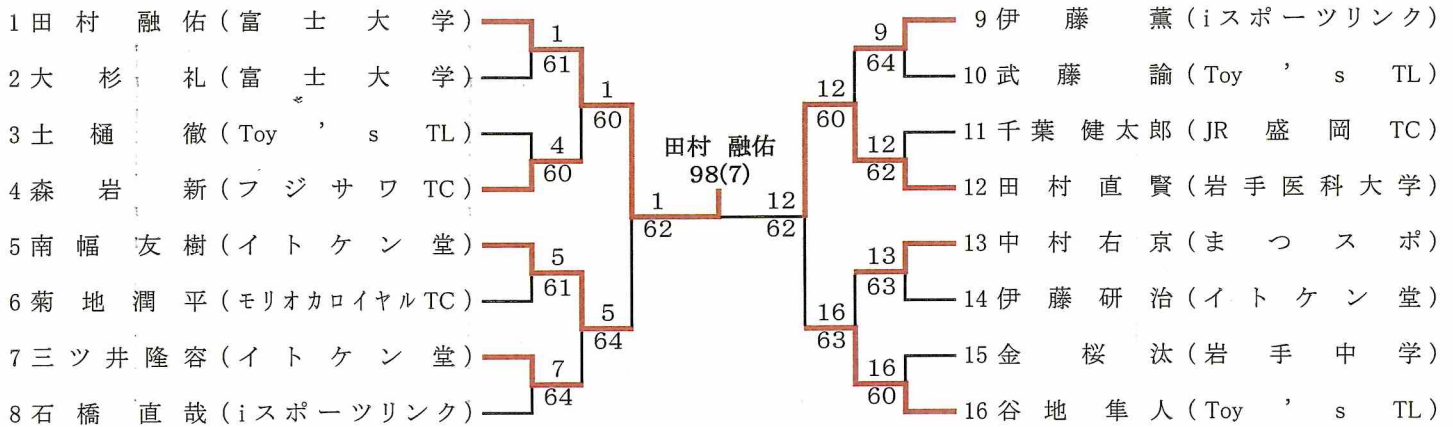 1 田村 融佑 (富士大学)
2 大杉 礼 (富士大学)
3 土樋 徹 (Toy's TL)
4 森岩 新 (フジサワTC)
5 南幅 友樹 (イトケン堂)
6 菊地 潤平 (モリオカロイヤルTC)
7 三ツ井 隆容 (イトケン堂)
8 石橋 直哉 (iスポーツリンク)
1
61
4
60
5
61
7
64
1
60
5
64
1
62
田村 融佑
98(7)
12
62
12
60
16
63
9
64
12
62
13
63
16
60
9 伊藤 薫 (iスポーツリンク)
10 武藤 諭 (Toy's TL)
11 千葉 健太郎 (JR盛岡TC)
12 田村 直賢 (岩手医科大学)
13 中村 右京 (まつスポ)
14 伊藤 研治 (イトケン堂)
15 金 桜汰 (岩手中学)
16 谷地 隼人 (Toy's TL)